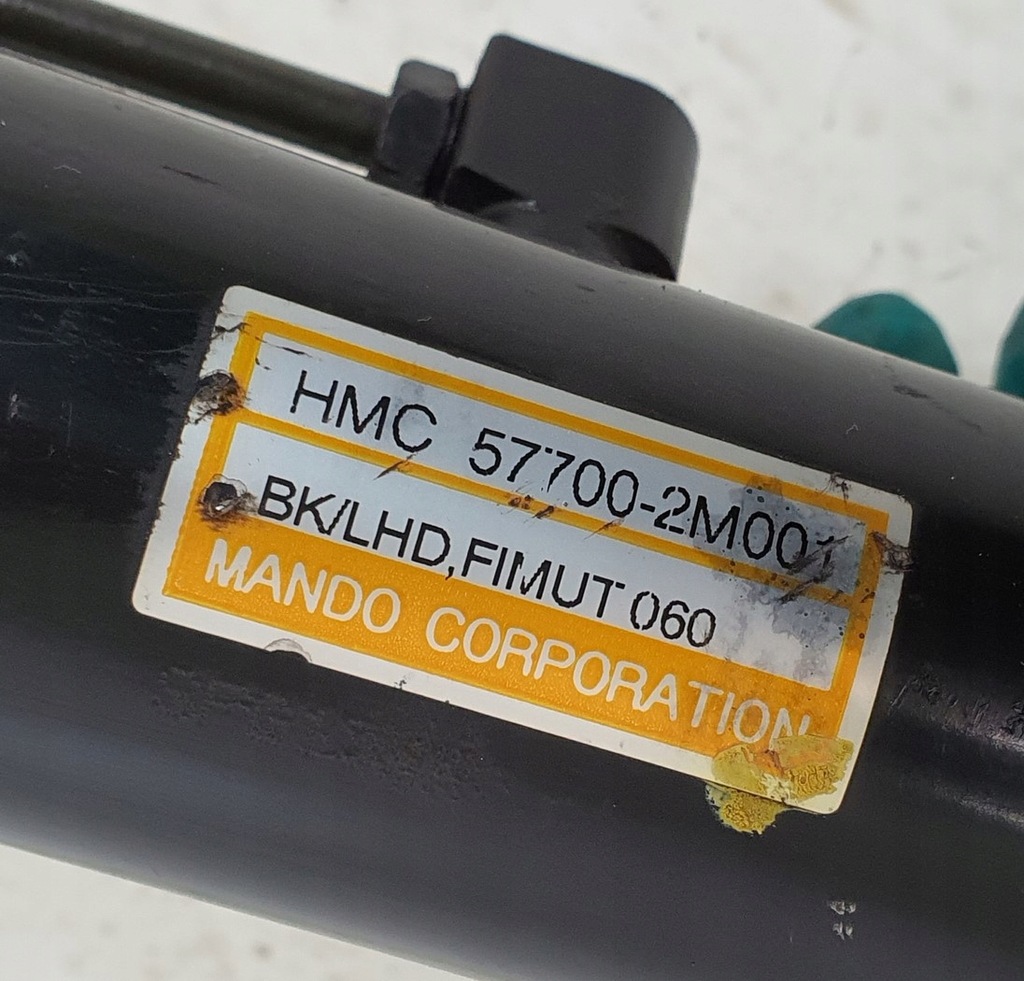 HMC 57700-2M001
BK/LHD,FIMUT 060
MANDO CORPORATION